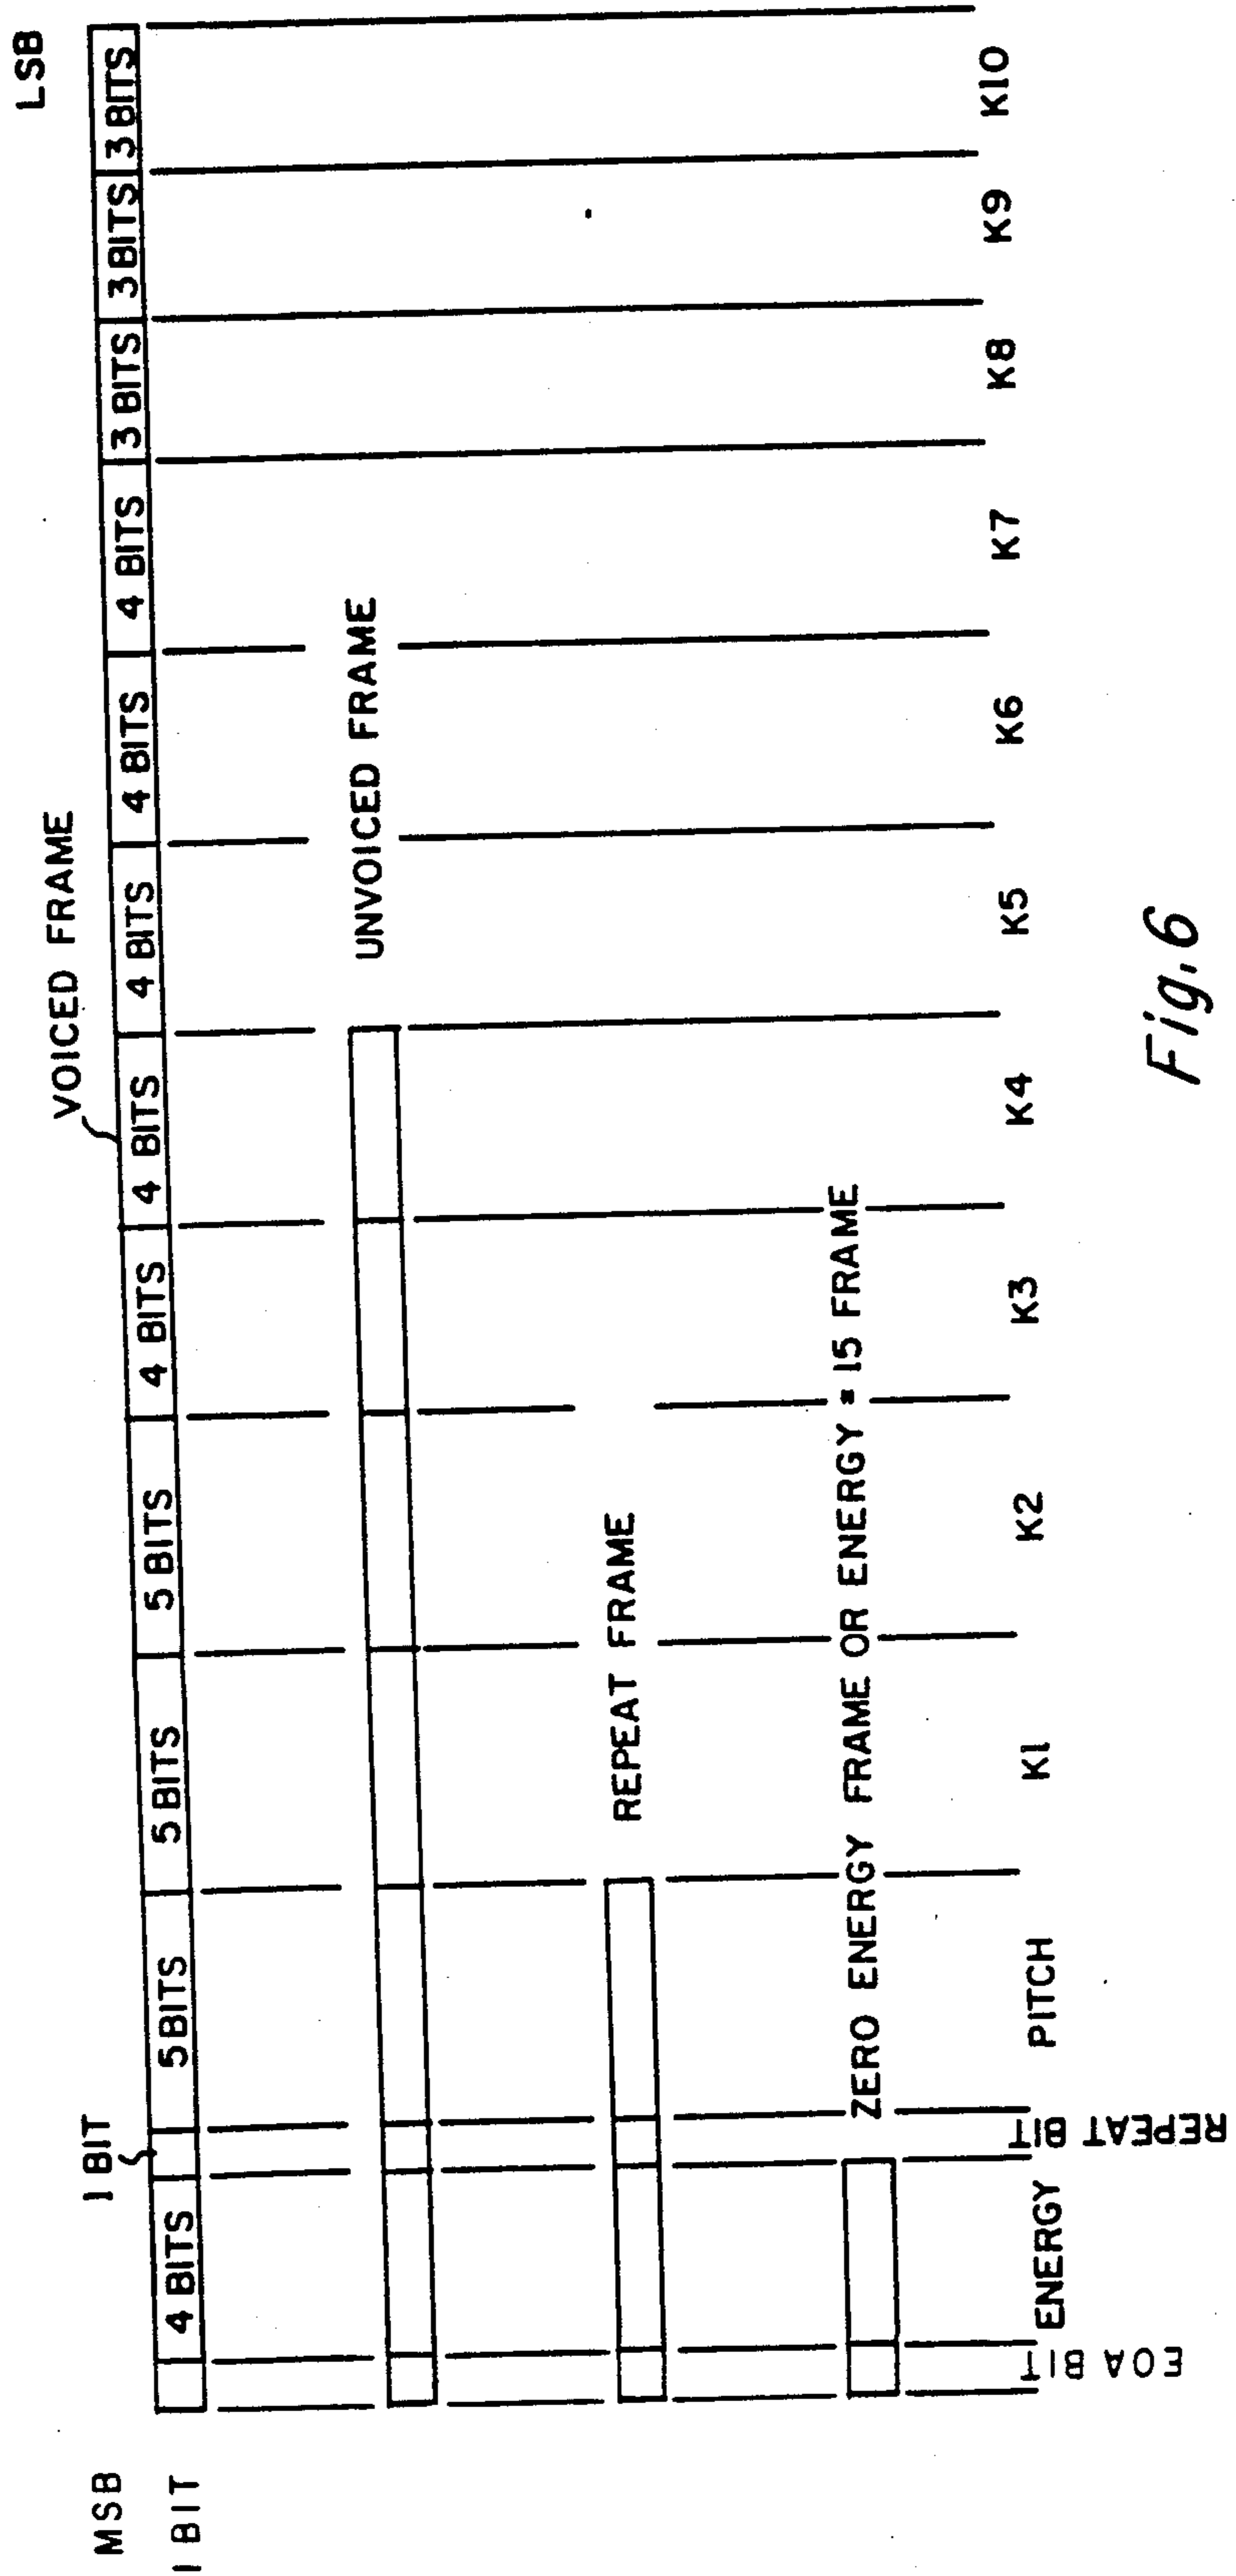 MSB
LSB
VOICED FRAME
1 BIT
1 BIT
4 BITS
5 BITS
5 BITS
5 BITS
4 BITS
4 BITS
4 BITS
4 BITS
4 BITS
3 BITS
3 BITS
3 BITS
UNVOICED FRAME
REPEAT FRAME
ZERO ENERGY FRAME OR ENERGY = 15 FRAME
EOA BIT
ENERGY
REPEAT BIT
PITCH
K1
K2
K3
K4
K5
K6
K7
K8
K9
K10
Fig. 6